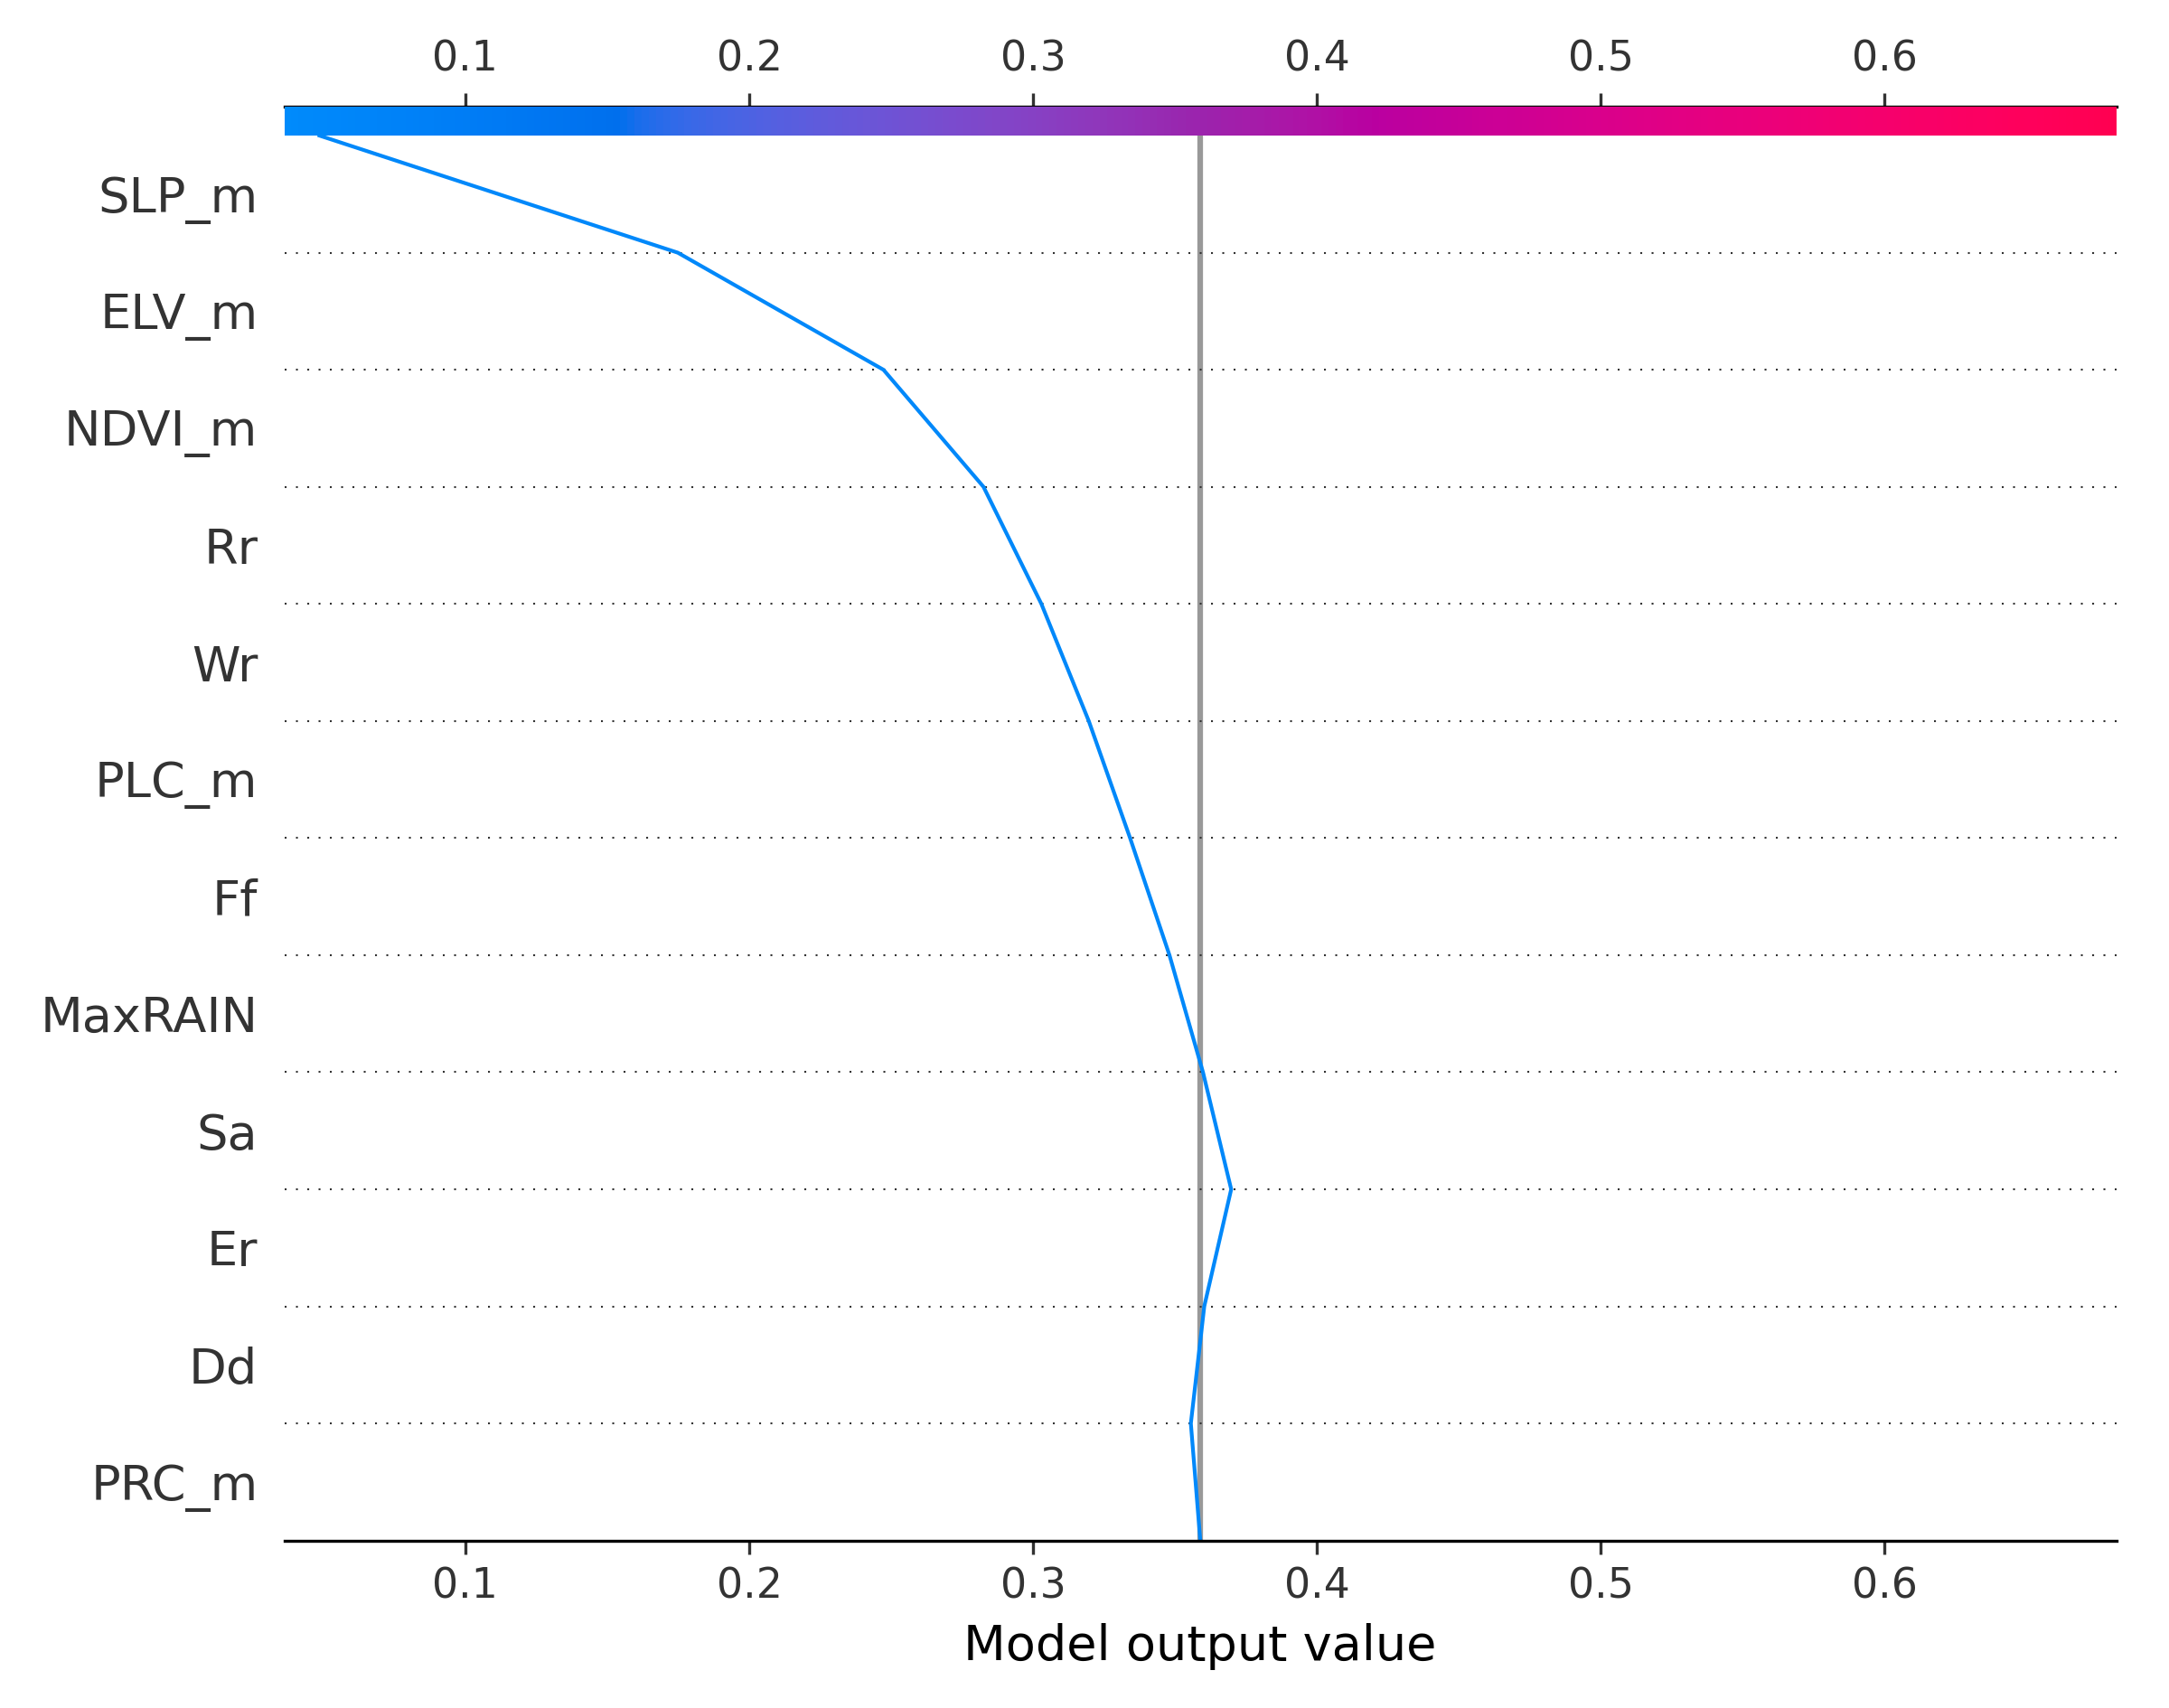 0.1 0.2 0.3 0.4 0.5 0.6
SLP_m
ELV_m
NDVI_m
Rr
Wr
PLC_m
Ff
MaxRAIN
Sa
Er
Dd
PRC_m
0.1 0.2 0.3 0.4 0.5 0.6
Model output value